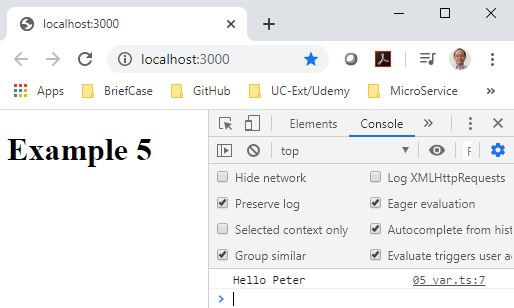 localhost:3000
localhost:3000
Apps BriefCase GitHub UC-Ext/Udemy MicroService »
Example 5
Elements Console »
top
Hide network Log XMLHttpRequests
Preserve log Eager evaluation
Selected context only Autocomplete from hist
Group similar Evaluate triggers user a
Hello Peter 05 var.ts:7
>